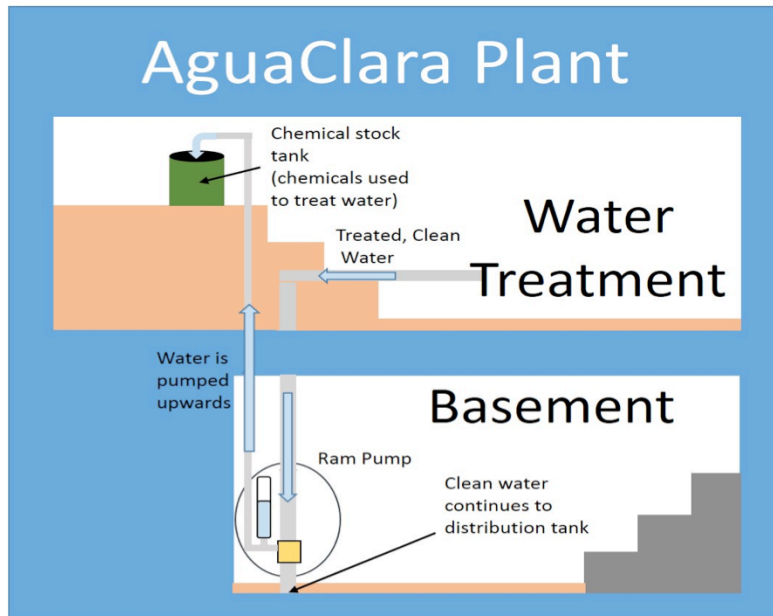 AguaClara Plant
Chemical stock
tank
(chemicals used
to treat water)
Treated, Clean
Water
Water
Treatment
Water is
pumped
upwards
Basement
Ram Pump
Clean water
continues to
distribution tank